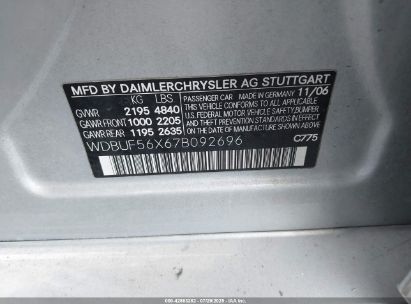 MFD BY DAIMLERCHRYSLER AG STUTTGART
KG LBS PASSENGER CAR MADE IN GERMANY 11/06
GVWR 2195 4840 THIS VEHICLE CONFORMS TO ALL APPLICABLE
GAWR FRONT 1000 2205 U.S. FEDERAL MOTOR VEHICLE SAFETY, BUMPER,
GAWR REAR 1195 2635 AND THEFT PREVENTION STANDARDS IN EFFECT
ON THE DATE OF MANUFACTURE SHOWN ABOVE.
WDBUF56X67B092696 C775